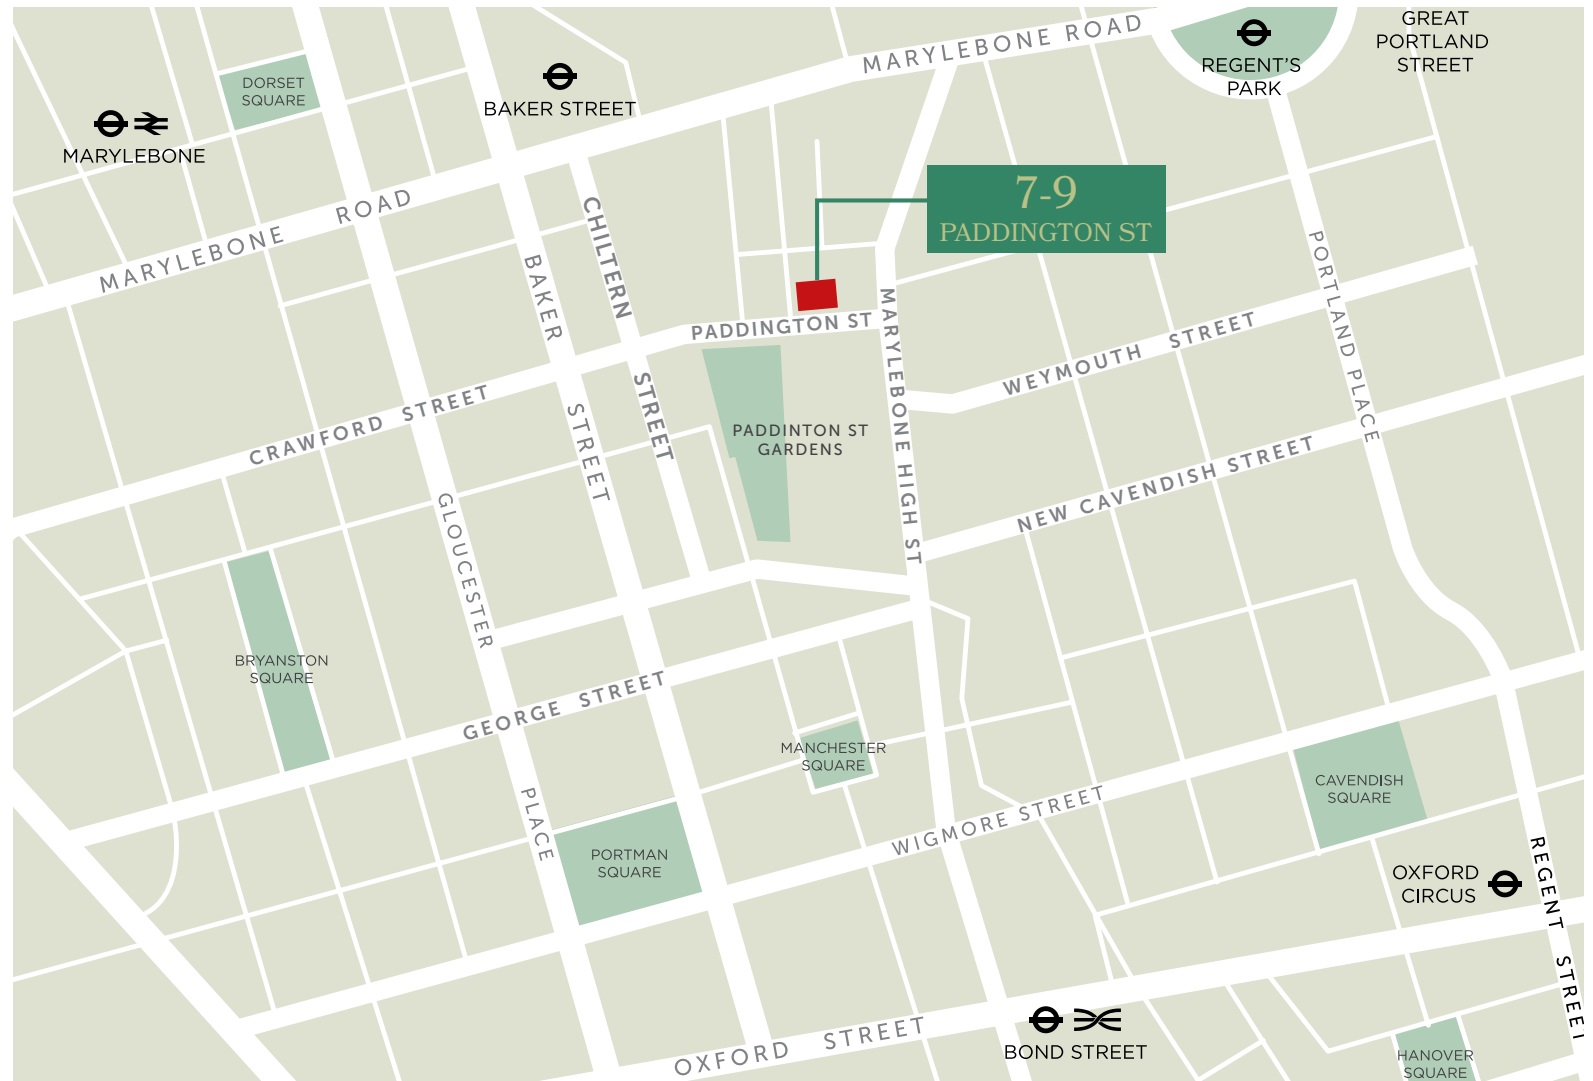 GREAT
PORTLAND
STREET
REGENT'S
PARK
MARYLEBONE ROAD
BAKER STREET
DORSET
SQUARE
MARYLEBONE
7-9
PADDINGTON ST
MARYLEBONE ROAD
CHILTERN STREET
BAKER STREET
PORTLAND PLACE
PADDINGTON ST
MARYLEBONE HIGH ST
WEYMOUTH STREET
CRAWFORD STREET
PADDINTON ST
GARDENS
NEW CAVENDISH STREET
GLOUCESTER PLACE
BRYANSTON
SQUARE
GEORGE STREET
MANCHESTER
SQUARE
CAVENDISH
SQUARE
WIGMORE STREET
PORTMAN
SQUARE
OXFORD
CIRCUS
REGENT STREET
OXFORD STREET
BOND STREET
HANOVER
SQUARE